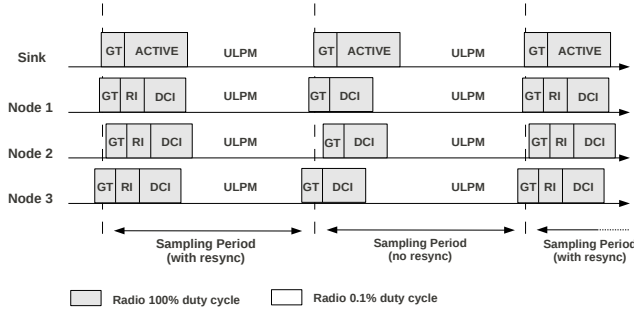 Sink GT ACTIVE ULPM GT ACTIVE ULPM GT ACTIVE
Node 1 GT RI DCI ULPM GT DCI ULPM GT RI DCI
Node 2 GT RI DCI ULPM GT DCI ULPM GT RI DCI
Node 3 GT RI DCI ULPM GT DCI ULPM GT RI DCI
Sampling Period
(with resync)
Sampling Period
(no resync)
Sampling Period
(with resync)
Radio 100% duty cycle
Radio 0.1% duty cycle